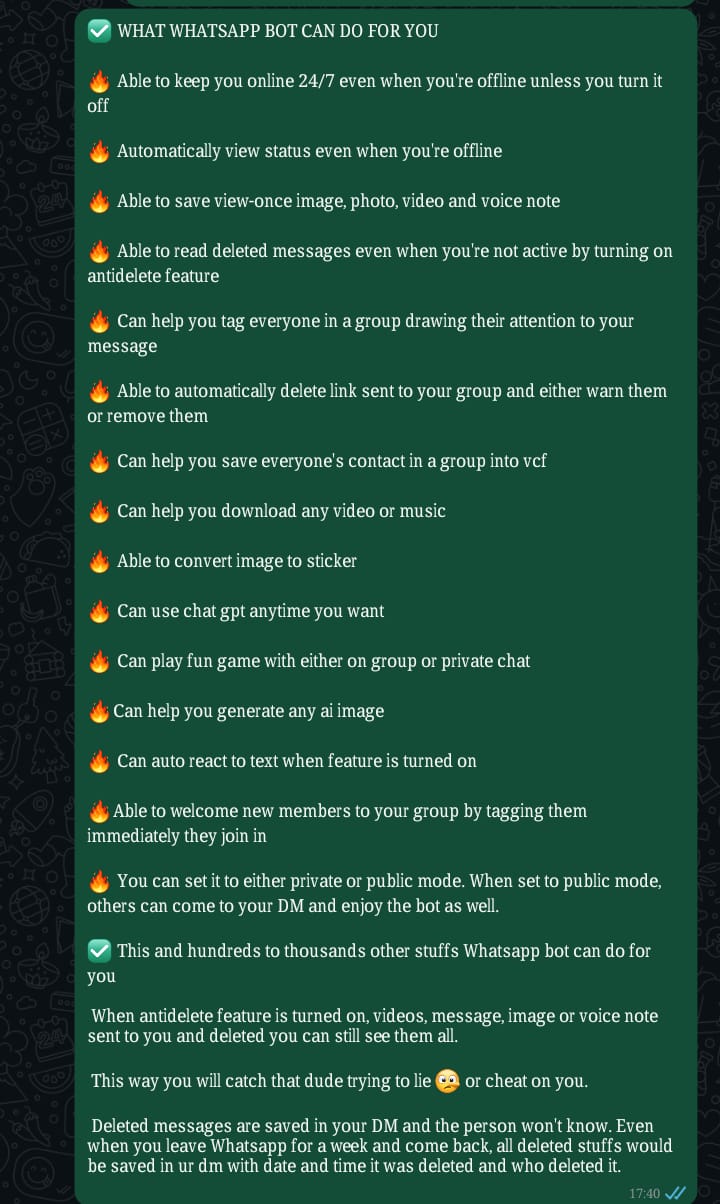 ✅ WHAT WHATSAPP BOT CAN DO FOR YOU
🔥 Able to keep you online 24/7 even when you're offline unless you turn it
off
🔥 Automatically view status even when you're offline
🔥 Able to save view-once image, photo, video and voice note
🔥 Able to read deleted messages even when you're not active by turning on
antidelete feature
🔥 Can help you tag everyone in a group drawing their attention to your
message
🔥 Able to automatically delete link sent to your group and either warn them
or remove them
🔥 Can help you save everyone's contact in a group into vcf
🔥 Can help you download any video or music
🔥 Able to convert image to sticker
🔥 Can use chat gpt anytime you want
🔥 Can play fun game with either on group or private chat
🔥Can help you generate any ai image
🔥 Can auto react to text when feature is turned on
🔥Able to welcome new members to your group by tagging them
immediately they join in
🔥 You can set it to either private or public mode. When set to public mode,
others can come to your DM and enjoy the bot as well.
✅ This and hundreds to thousands other stuffs Whatsapp bot can do for
you
When antidelete feature is turned on, videos, message, image or voice note
sent to you and deleted you can still see them all.
This way you will catch that dude trying to lie 🤥 or cheat on you.
Deleted messages are saved in your DM and the person won't know. Even
when you leave Whatsapp for a week and come back, all deleted stuffs would
be saved in ur dm with date and time it was deleted and who deleted it.
17:40